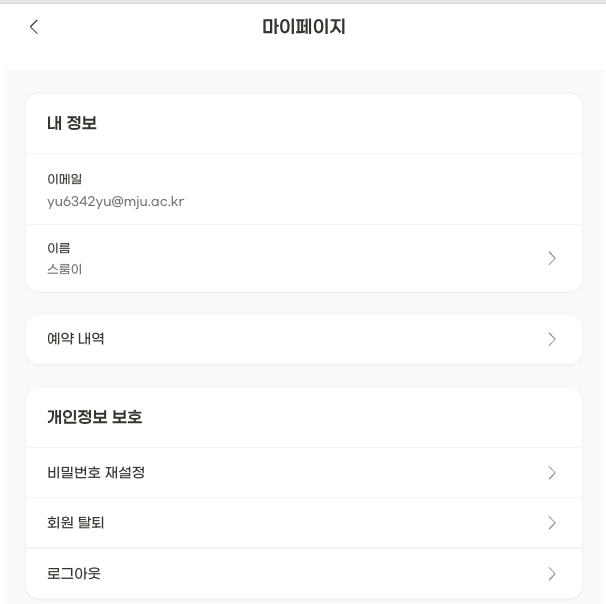 마이페이지
내 정보
이메일
yu6342yu@mju.ac.kr
이름
스룸이
예약 내역
개인정보 보호
비밀번호 재설정
회원 탈퇴
로그아웃